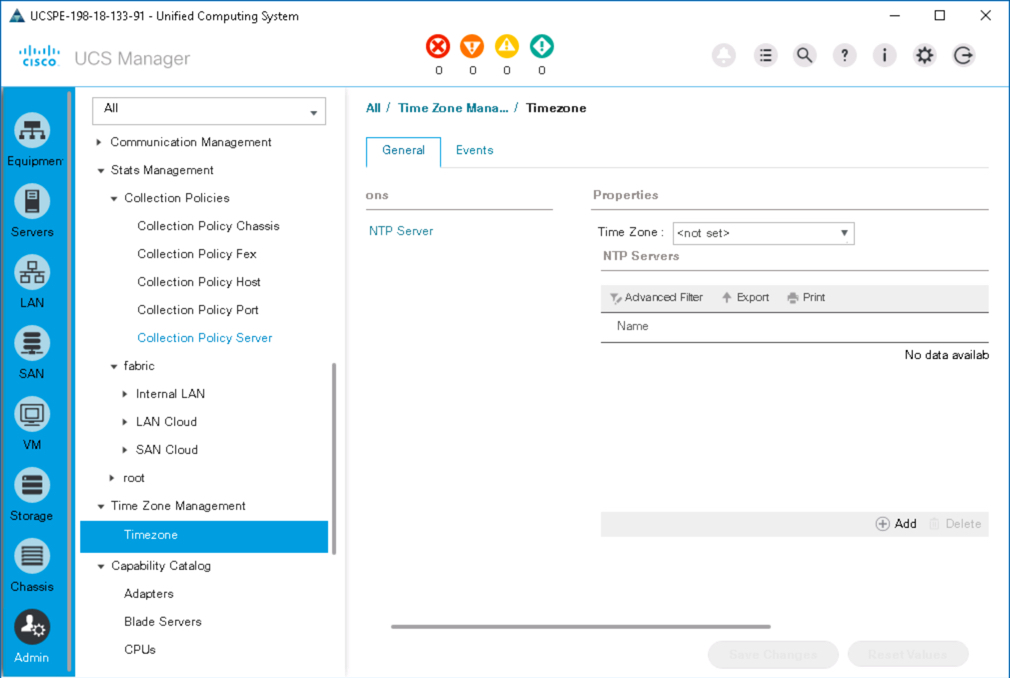 UCSPE-198-18-133-91 - Unified Computing System
CISCO UCS Manager
0 0 0 0
?
i
Equipmen
Servers
LAN
SAN
VM
Storage
Chassis
Admin
All
Communication Management
Stats Management
Collection Policies
Collection Policy Chassis
Collection Policy Fex
Collection Policy Host
Collection Policy Port
Collection Policy Server
fabric
Internal LAN
LAN Cloud
SAN Cloud
root
Time Zone Management
Timezone
Capability Catalog
Adapters
Blade Servers
CPUs
All / Time Zone Mana... / Timezone
General Events
ons
NTP Server
Properties
Time Zone : <not set>
NTP Servers
Advanced Filter Export Print
Name
No data availab
Add Delete
Save Changes Reset Values